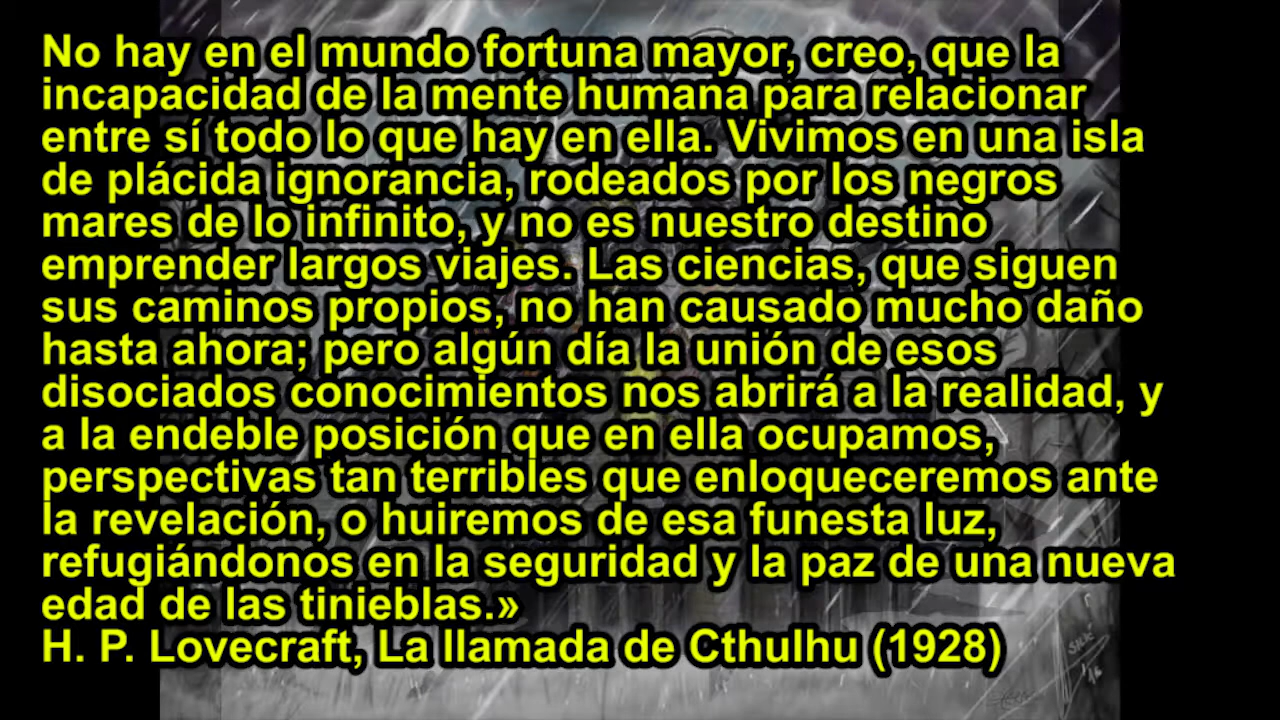 No hay en el mundo fortuna mayor, creo, que la
incapacidad de la mente humana para relacionar
entre sí todo lo que hay en ella. Vivimos en una isla
de plácida ignorancia, rodeados por los negros
mares de lo infinito, y no es nuestro destino
emprender largos viajes. Las ciencias, que siguen
sus caminos propios, no han causado mucho daño
hasta ahora; pero algún día la unión de esos
disociados conocimientos nos abrirá a la realidad, y
a la endeble posición que en ella ocupamos,
perspectivas tan terribles que enloqueceremos ante
la revelación, o huiremos de esa funesta luz,
refugiándonos en la seguridad y la paz de una nueva
edad de las tinieblas.»
H. P. Lovecraft, La llamada de Cthulhu (1928)